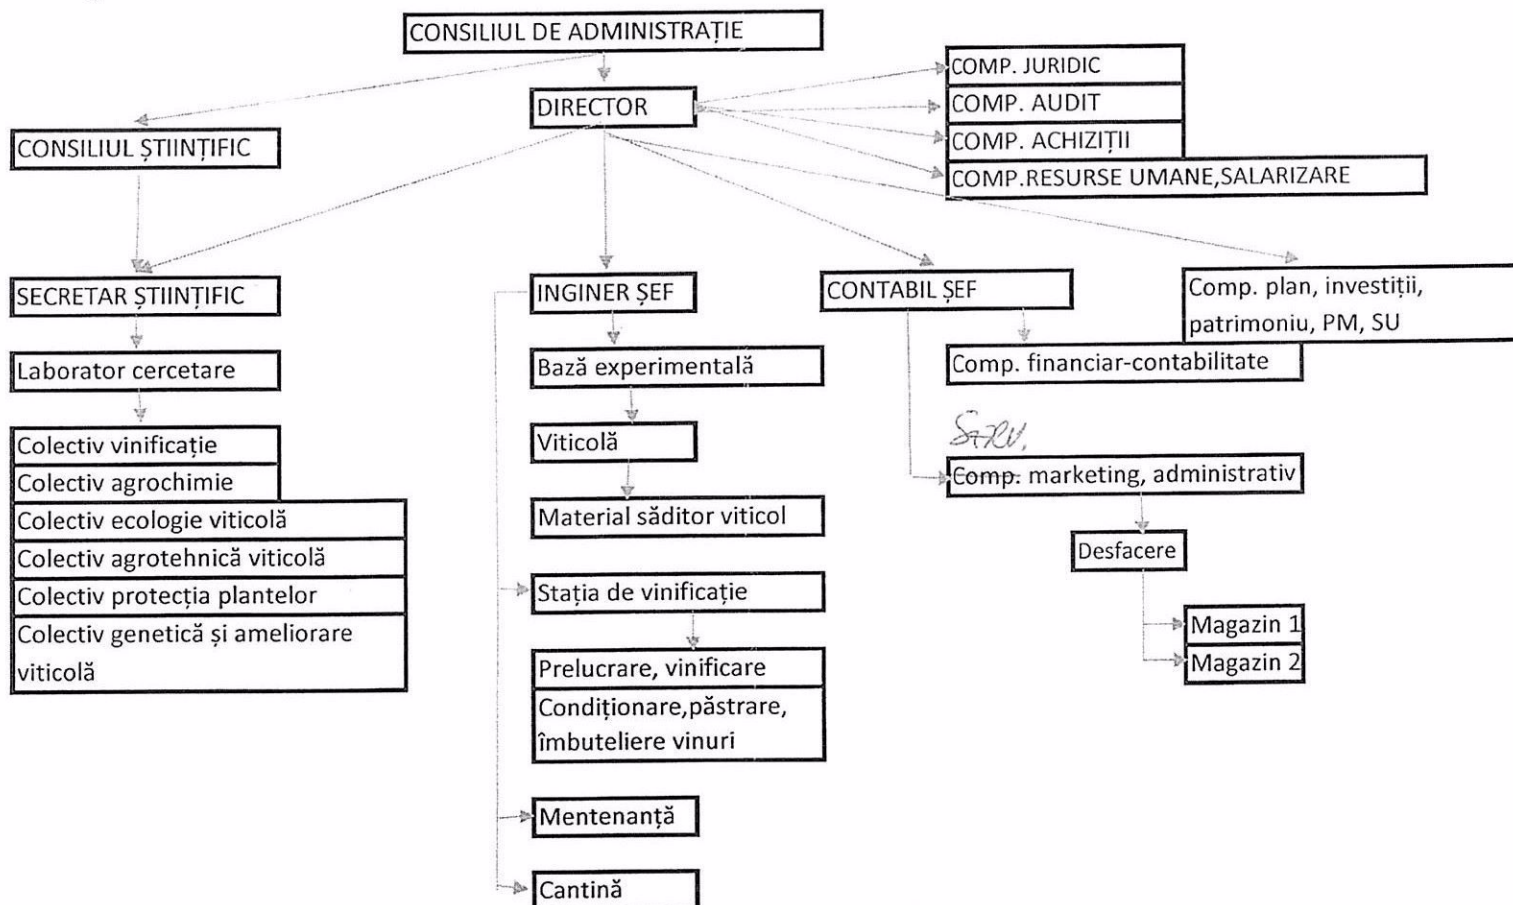 CONSILIUL DE ADMINISTRAȚIE
COMP. JURIDIC
DIRECTOR
COMP. AUDIT
CONSILIUL ȘTIINȚIFIC
COMP. ACHIZIȚII
COMP.RESURSE UMANE,SALARIZARE
SECRETAR ȘTIINȚIFIC
Laborator cercetare
Colectiv vinificație
Colectiv agrochimie
Colectiv ecologie viticolă
Colectiv agrotehnică viticolă
Colectiv protecția plantelor
Colectiv genetică și ameliorare
viticolă
INGINER ȘEF
Bază experimentală
Viticolă
Material săditor viticol
Stația de vinificație
Prelucrare, vinificare
Condiționare,păstrare,
îmbuteliere vinuri
Mentenanță
Cantină
CONTABIL ȘEF
Comp. financiar-contabilitate
Serv.
Comp. marketing, administrativ
Desfacere
Magazin 1
Magazin 2
Comp. plan, investiții,
patrimoniu, PM, SU